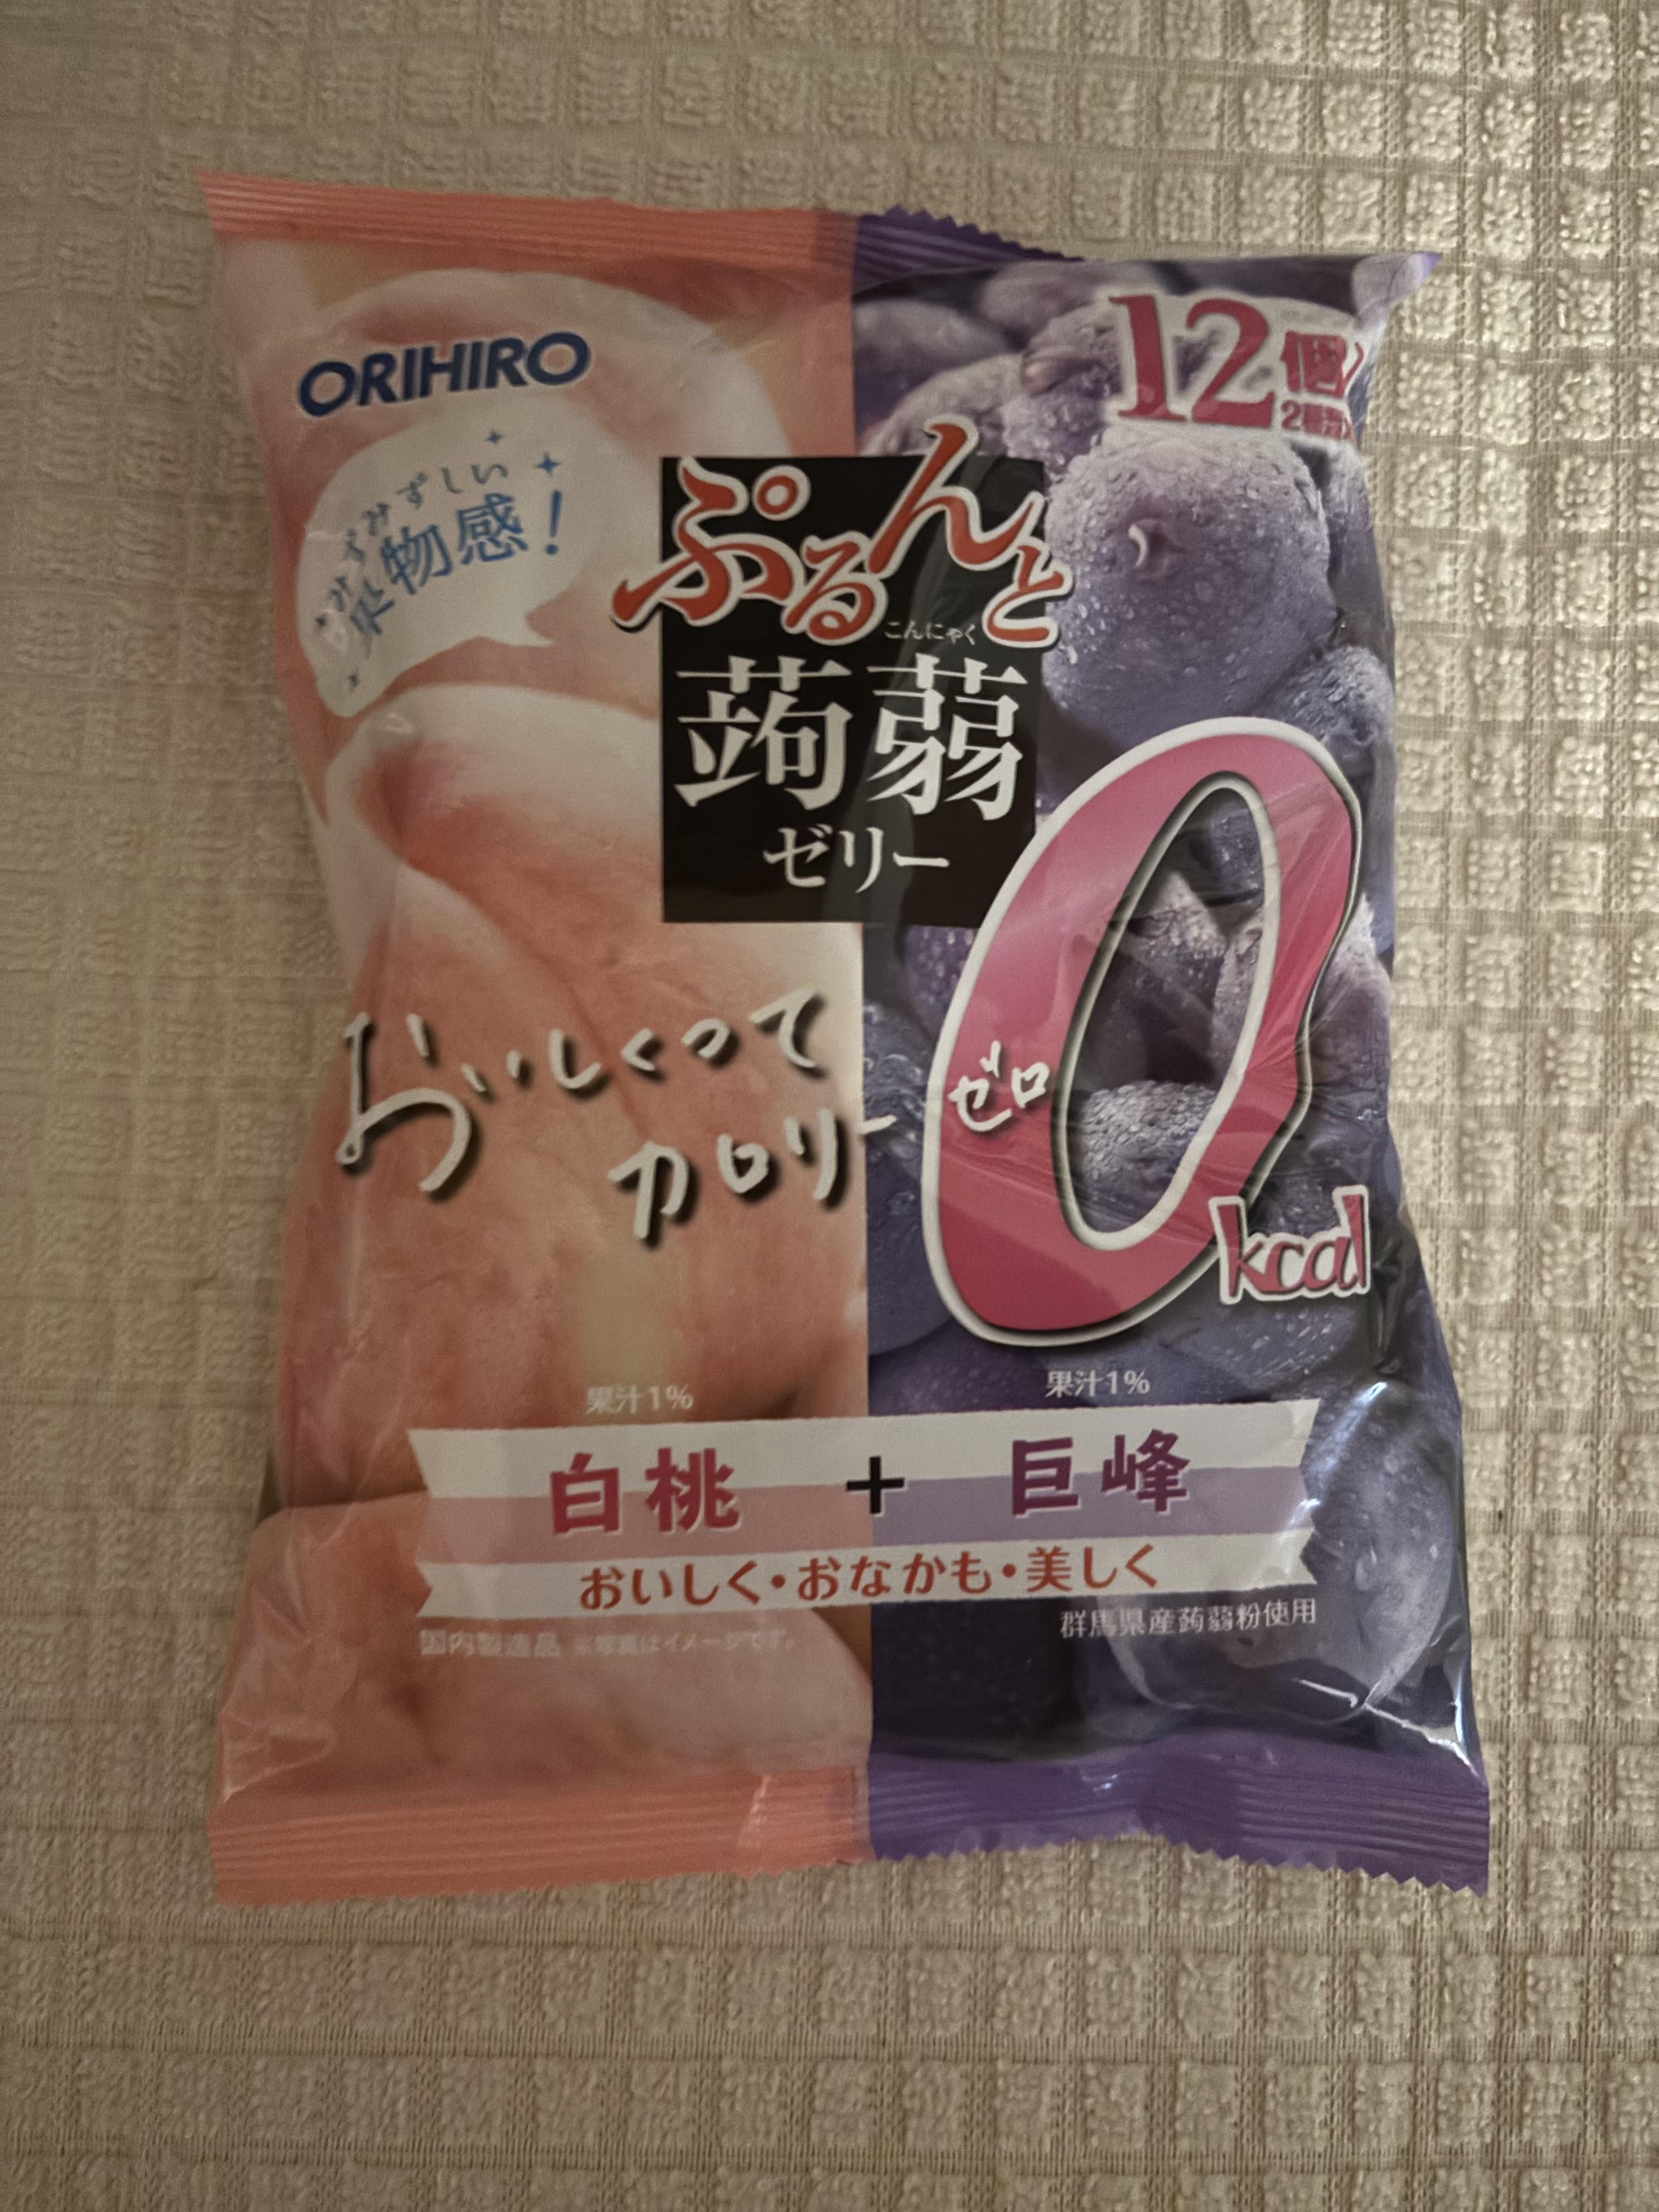 ORIHIRO
12個
みずみずしい
果物感！
ぷるんと
こんにゃく
蒟蒻
ゼリー
おいしくって
カロリー
ゼロ
0
kcal
果汁1%
果汁1%
白桃 + 巨峰
おいしく・おなかも・美しく
群馬県産蒟蒻粉使用
国内製造品 ※写真はイメージです。